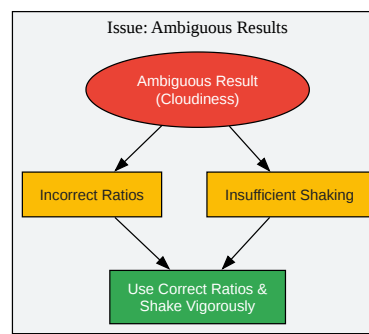 Issue: Ambiguous Results
Ambiguous Result
(Cloudiness)
Incorrect Ratios
Insufficient Shaking
Use Correct Ratios &
Shake Vigorously